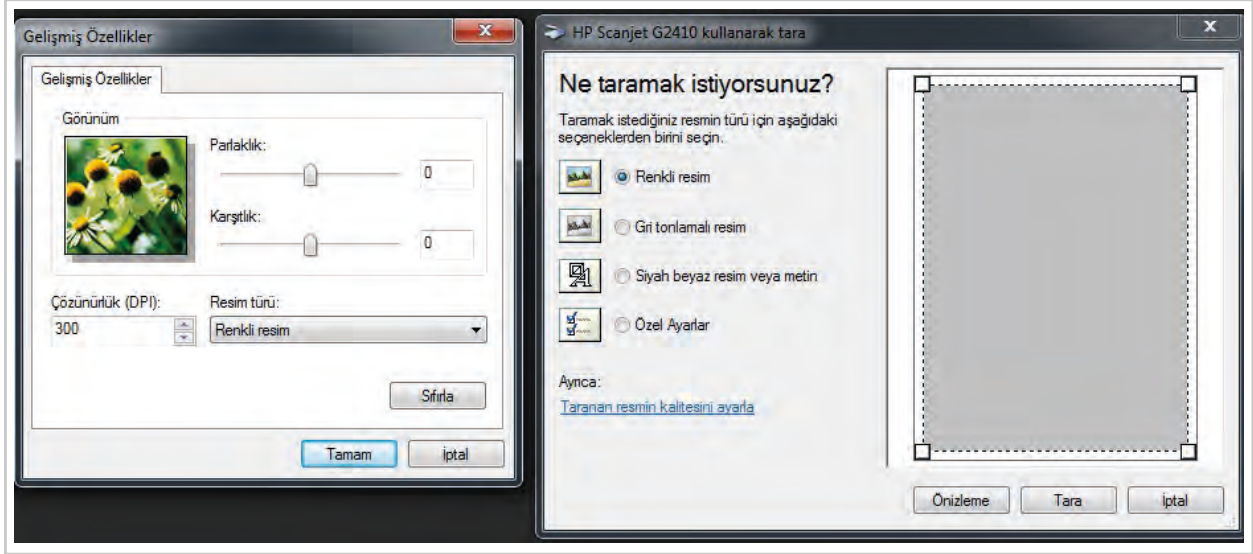 Gelişmiş Özellikler
Gelişmiş Özellikler
Görünüm
Parlaklık:
0
Karşıtlık:
0
Çözünürlük (DPI):
300
Resim türü:
Renkli resim
Sıfırla
Tamam
İptal
HP Scanjet G2410 kullanarak tara
Ne taramak istiyorsunuz?
Taramak istediğiniz resmin türü için aşağıdaki
seçeneklerden birini seçin.
Renkli resim
Gri tonlamalı resim
Siyah beyaz resim veya metin
Özel Ayarlar
Ayrıca:
Taranan resmin kalitesini ayarla
Önizleme
Tara
İptal